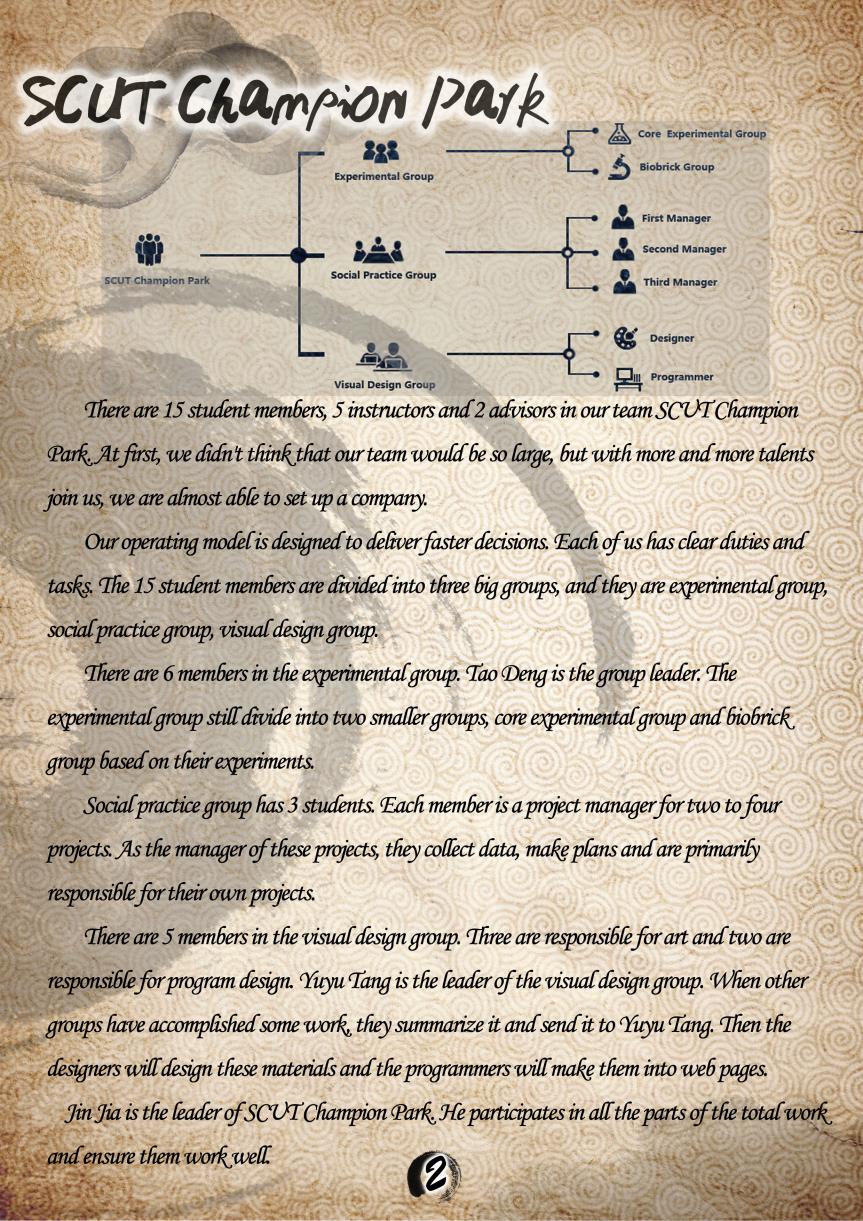 SCUT Champion Park
Core Experimental Group
Experimental Group
Biobrick Group
First Manager
SCUT Champion Park
Social Practice Group
Second Manager
Third Manager
Designer
Visual Design Group
Programmer
There are 15 student members, 5 instructors and 2 advisors in our team SCUT Champion
Park. At first, we didn't think that our team would be so large, but with more and more talents
join us, we are almost able to set up a company.
Our operating model is designed to deliver faster decisions. Each of us has clear duties and
tasks. The 15 student members are divided into three big groups, and they are experimental group,
social practice group, visual design group.
There are 6 members in the experimental group. Tao Deng is the group leader. The
experimental group still divide into two smaller groups, core experimental group and biobrick
group based on their experiments.
Social practice group has 3 students. Each member is a project manager for two to four
projects. As the manager of these projects, they collect data, make plans and are primarily
responsible for their own projects.
There are 5 members in the visual design group. Three are responsible for art and two are
responsible for program design. Yuyu Tang is the leader of the visual design group. When other
groups have accomplished some work, they summarize it and send it to Yuyu Tang. Then the
designers will design these materials and the programmers will make them into web pages.
Jin Jia is the leader of SCUT Champion Park. He participates in all the parts of the total work
and ensure them work well.
2